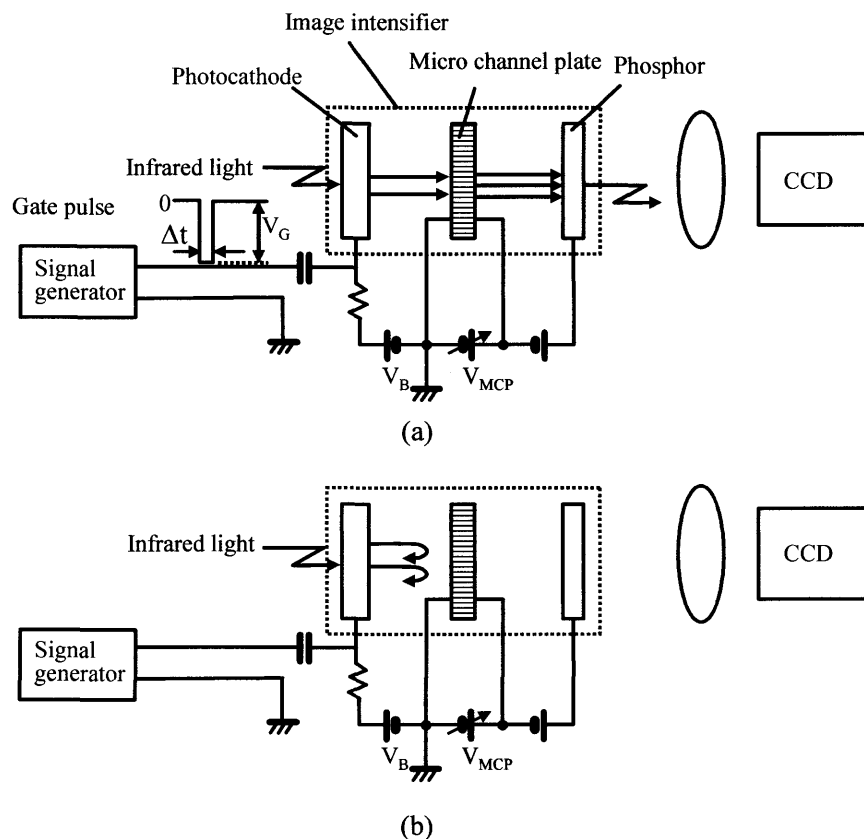 Image intensifier
Micro channel plate
Photocathode
Phosphor
Infrared light
Gate pulse
0
V_G
Δt
CCD
Signal
generator
V_B
V_MCP
(a)
Infrared light
CCD
Signal
generator
V_B
V_MCP
(b)